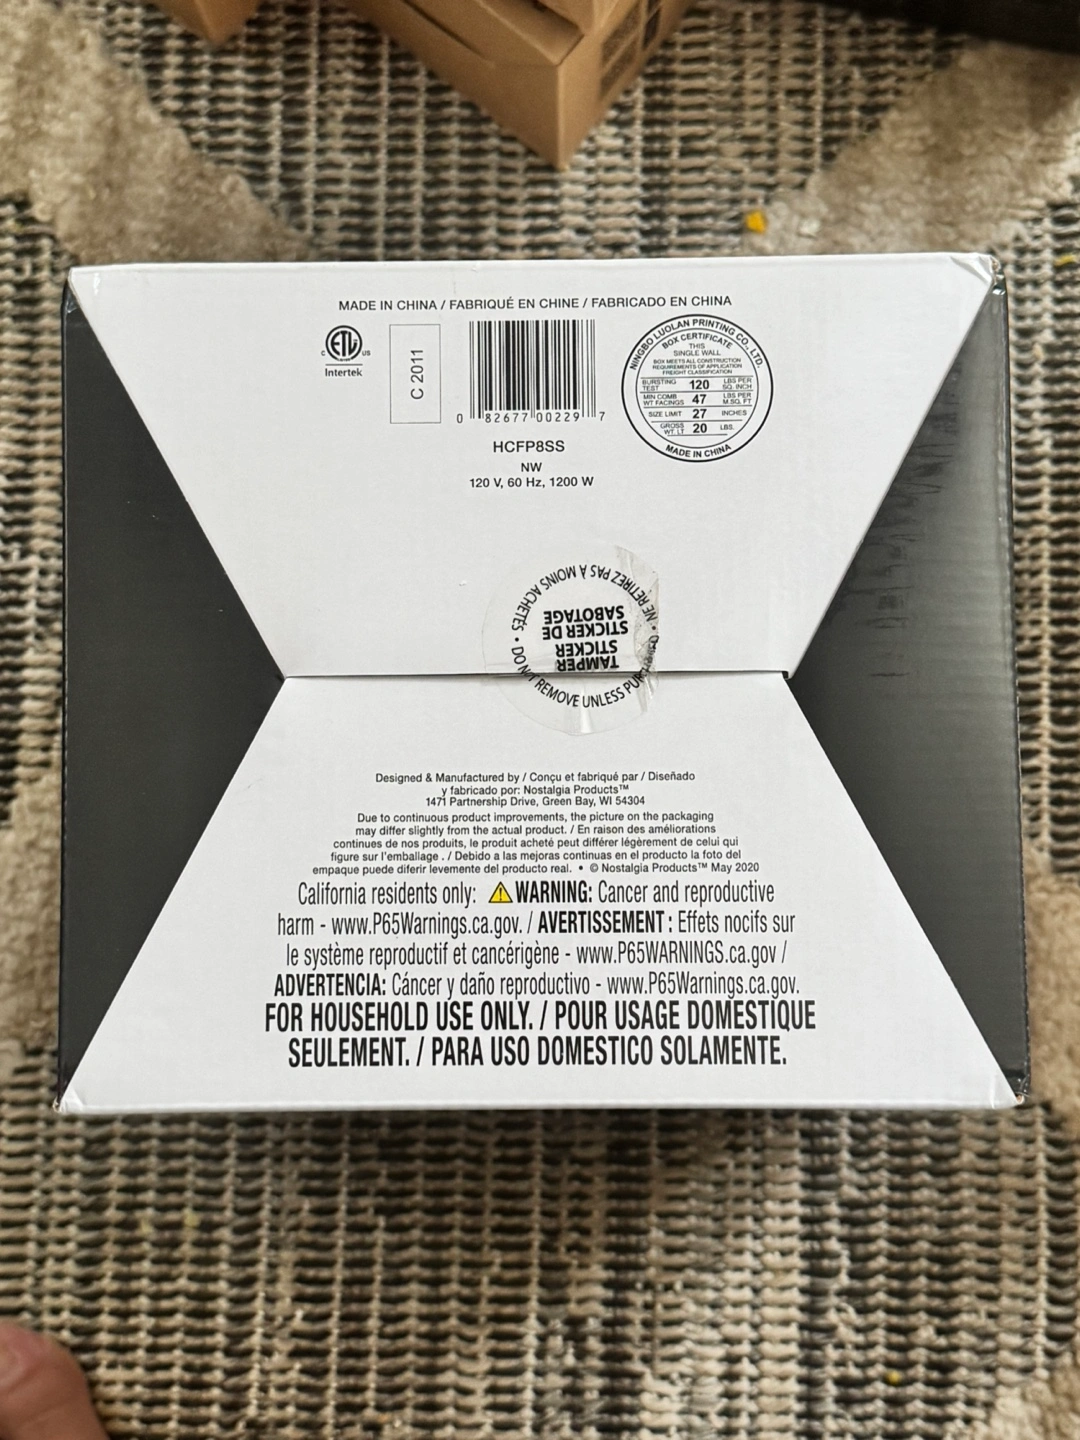 MADE IN CHINA / FABRIQUÉ EN CHINE / FABRICADO EN CHINA
C ETL US
Intertek
C 2011
0 82677 00229 7
HCFP8SS
NW
120 V, 60 Hz, 1200 W
NINGBO LUOLAN PRINTING CO., LTD.
BOX CERTIFICATE
THIS
SINGLE WALL
BOX MEETS ALL CONSTRUCTION
REQUIREMENTS OF APPLICATION
FREIGHT CLASSIFICATION
BURSTING TEST 120 LBS PER SQ. INCH
MIN COMB WT FACINGS 47 LBS PER M.SQ. FT
SIZE LIMIT 27 INCHES
GROSS WT. LT 20 LBS.
MADE IN CHINA
TAMPER
STICKER
STICKER DE
SABOTAGE
• DO NOT REMOVE UNLESS
• NE RETIREZ PAS À MOINS ACHETÉS
Designed & Manufactured by / Conçu et fabriqué par / Diseñado
y fabricado por: Nostalgia Products™
1471 Partnership Drive, Green Bay, WI 54304
Due to continuous product improvements, the picture on the packaging
may differ slightly from the actual product. / En raison des améliorations
continues de nos produits, le produit acheté peut différer légèrement de celui qui
figure sur l'emballage . / Debido a las mejoras continuas en el producto la foto del
empaque puede diferir levemente del producto real. • © Nostalgia Products™ May 2020
California residents only: ⚠WARNING: Cancer and reproductive
harm - www.P65Warnings.ca.gov. / AVERTISSEMENT : Effets nocifs sur
le système reproductif et cancérigène - www.P65WARNINGS.ca.gov /
ADVERTENCIA: Cáncer y daño reproductivo - www.P65Warnings.ca.gov.
FOR HOUSEHOLD USE ONLY. / POUR USAGE DOMESTIQUE
SEULEMENT. / PARA USO DOMESTICO SOLAMENTE.